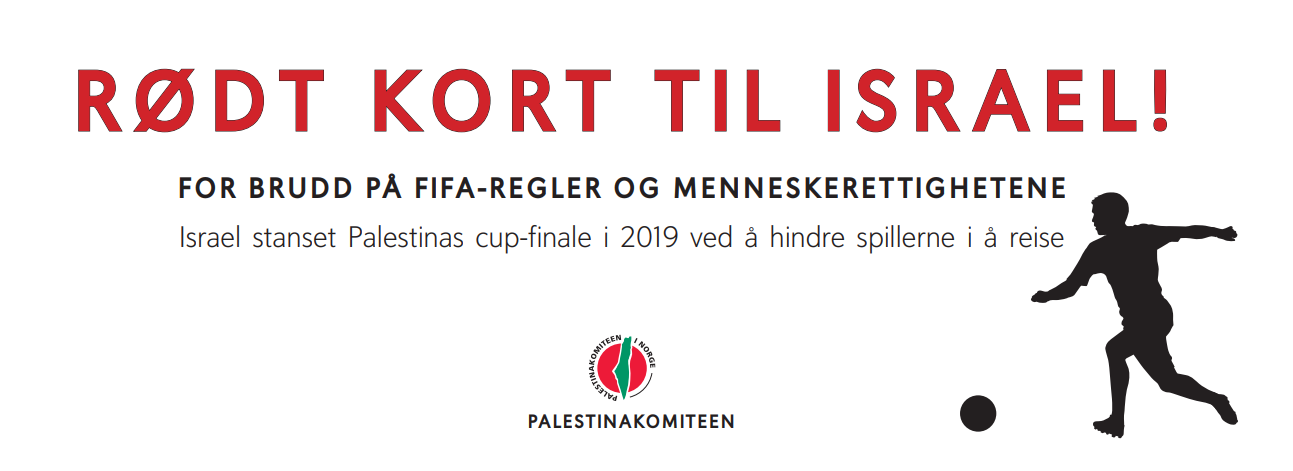 RØDT KORT TIL ISRAEL!
FOR BRUDD PÅ FIFA-REGLER OG MENNESKERETTIGHETENE
Israel stanset Palestinas cup-finale i 2019 ved å hindre spillerne i å reise
PALESTINAKOMITEEN I NORGE
PALESTINAKOMITEEN